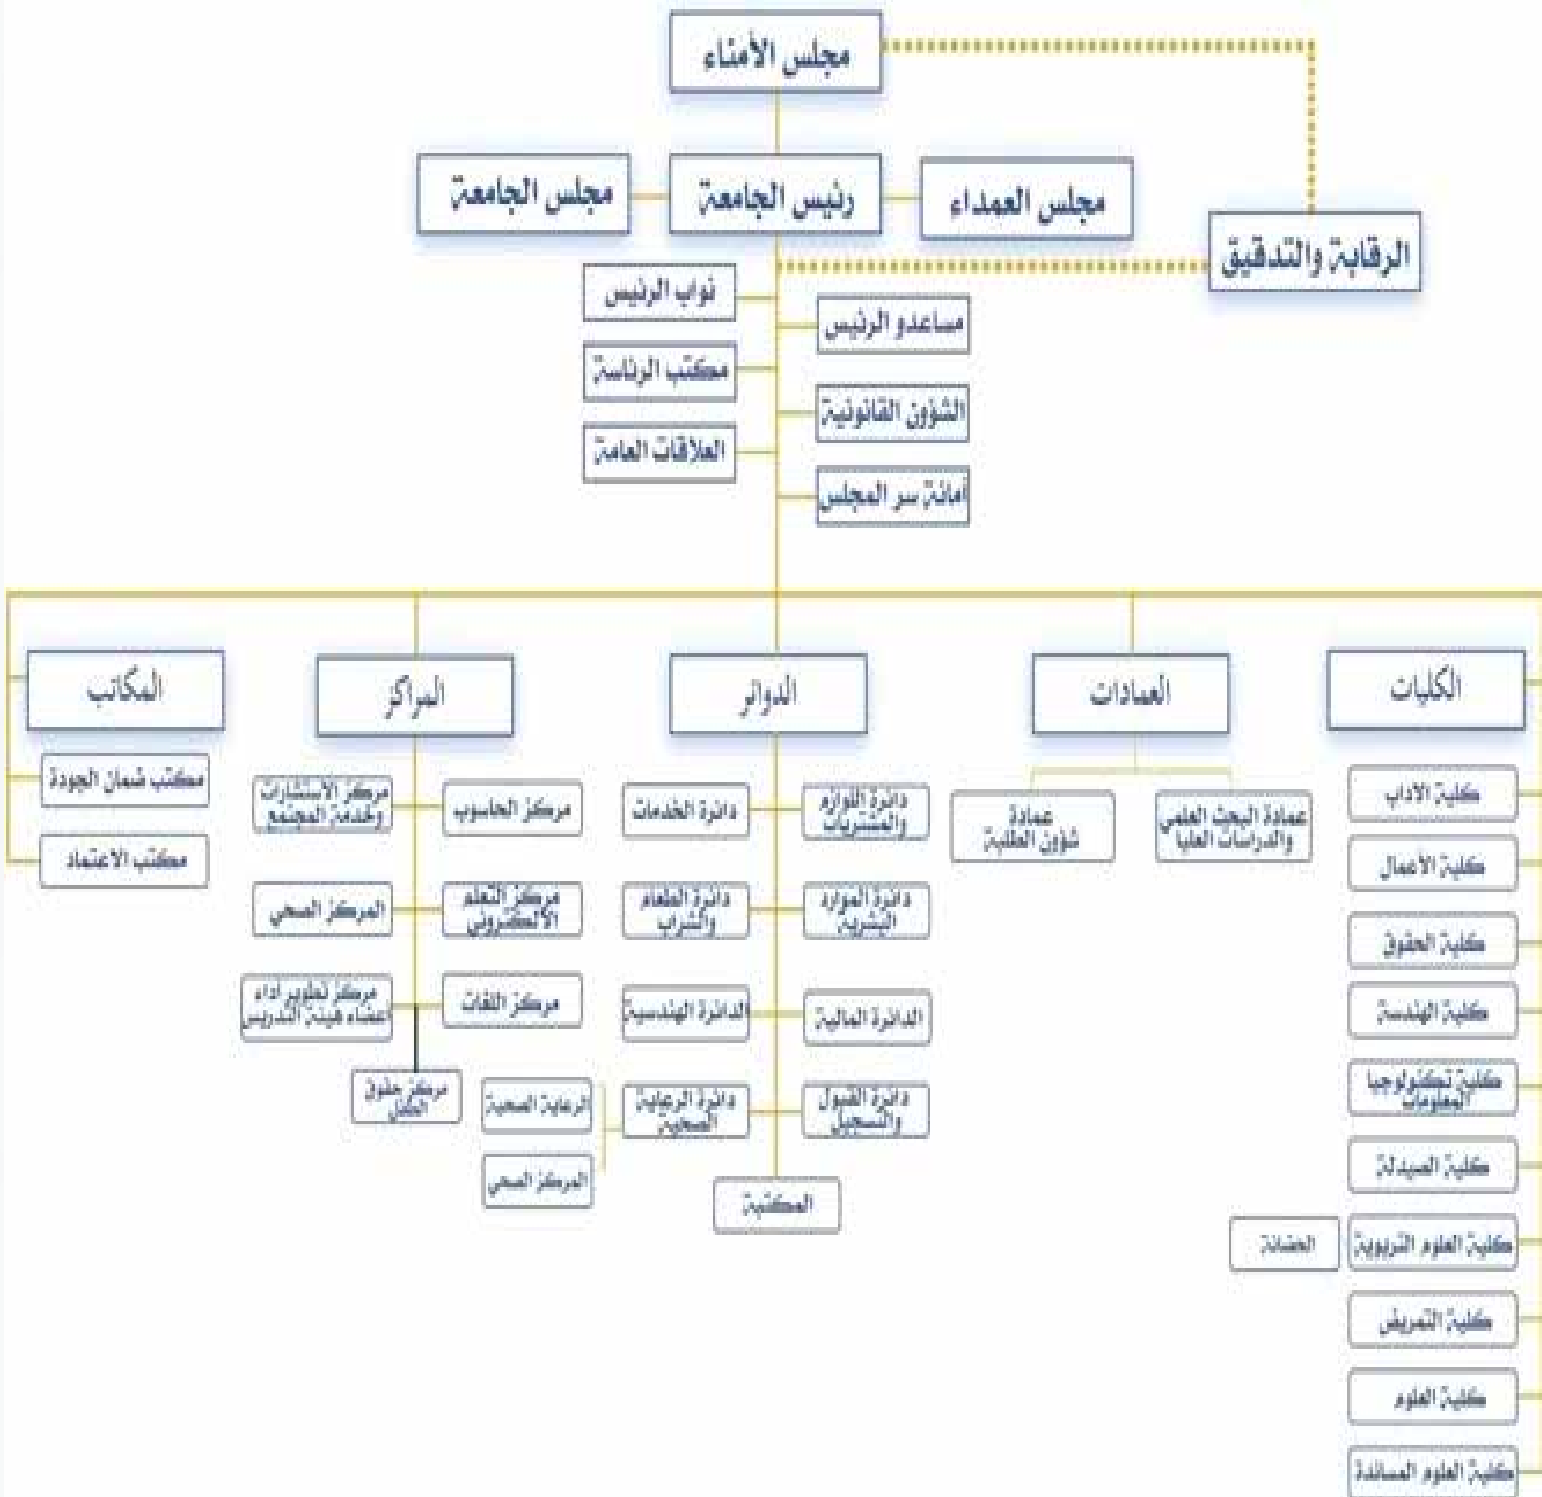 مجلس الأمناء
مجلس العمداء
رئيس الجامعة
مجلس الجامعة
الرقابة والتدقيق
نواب الرئيس
مساعدو الرئيس
مكتب الرئاسة
الشؤون القانونية
العلاقات العامة
أمانة سر المجلس
الكليات
العمادات
الدوائر
المراكز
المكاتب
كلية الآداب
كلية الأعمال
كلية الحقوق
كلية الهندسة
كلية تكنولوجيا
المعلومات
كلية الصيدلة
كلية العلوم التربوية
الحضانة
كلية التمريض
كلية العلوم
كلية العلوم المساندة
عمادة البحث العلمي
والدراسات العليا
عمادة
شؤون الطلبة
دائرة اللوازم
والمشتريات
دائرة الخدمات
دائرة الموارد
البشرية
دائرة الطعام
والشراب
الدائرة المالية
الدائرة الهندسية
دائرة القبول
والتسجيل
دائرة الرعاية
الصحية
الرعاية الصحية
المركز الصحي
المكتبة
مركز الحاسوب
مركز الاستشارات
وخدمة المجتمع
مركز التعلم
الالكتروني
المركز الصحي
مركز اللغات
مركز تطوير أداء
أعضاء هيئة التدريس
مركز حقوق
الطفل
مكتب ضمان الجودة
مكتب الاعتماد